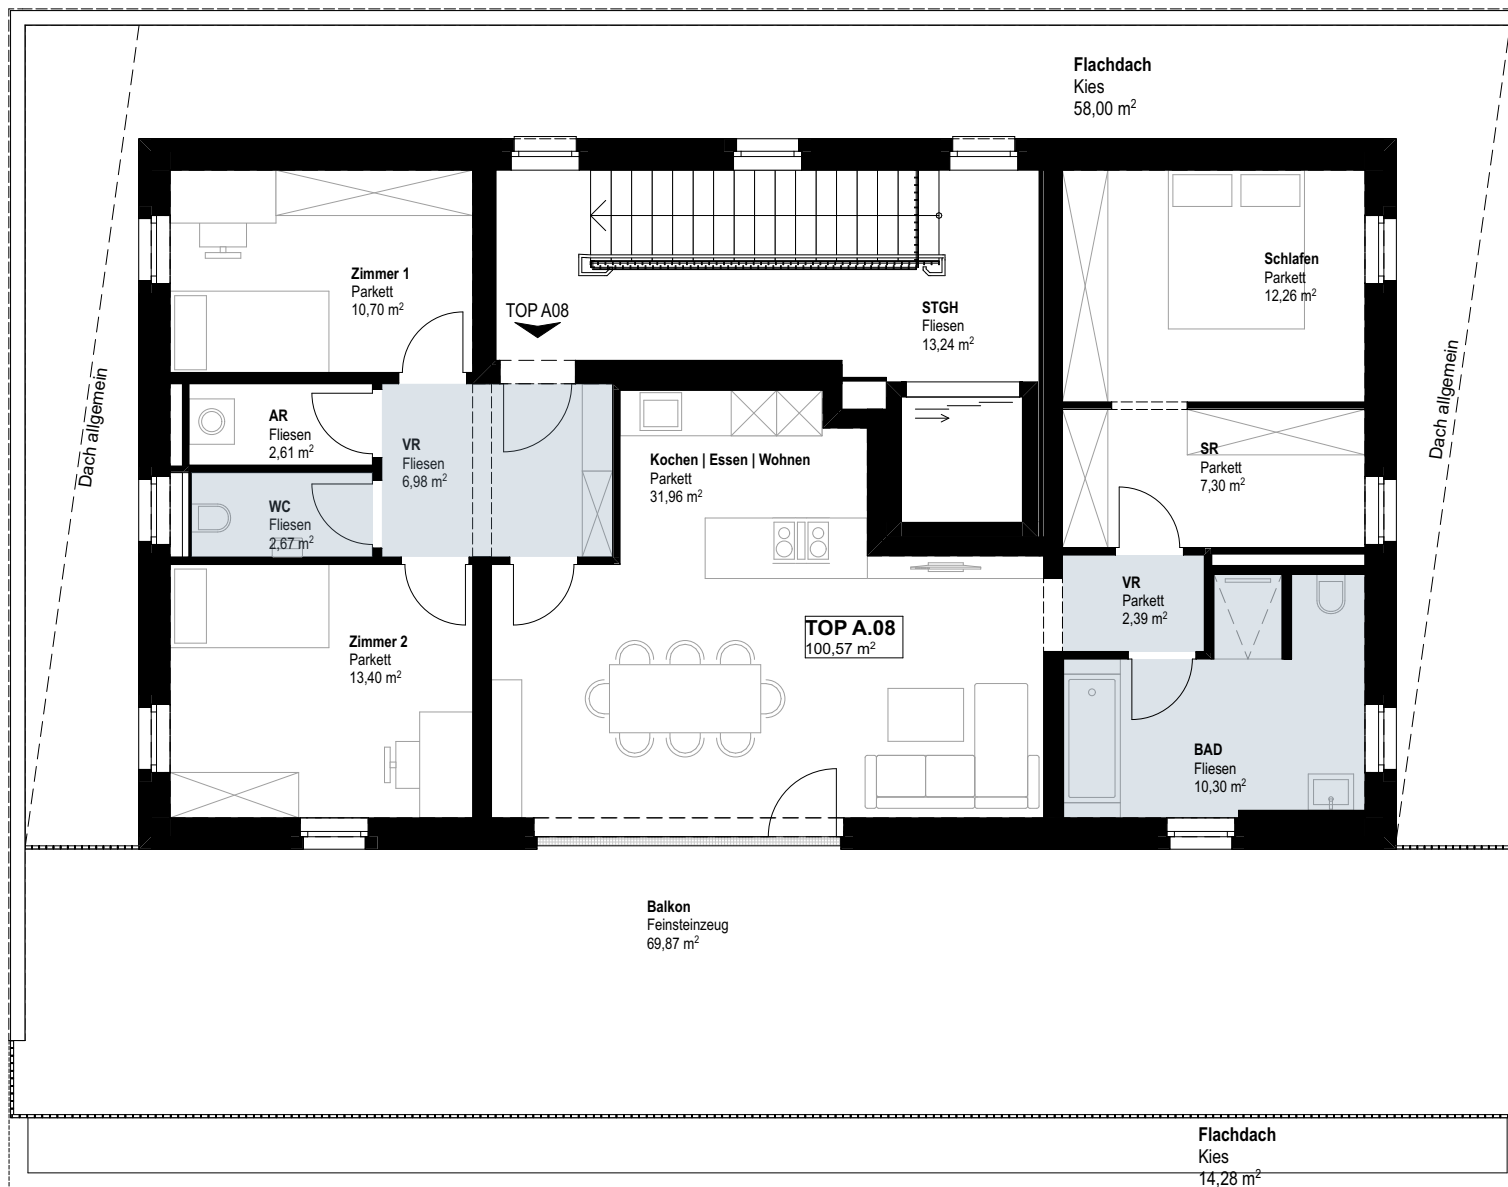 Flachdach
Kies
58,00 m²
Zimmer 1
Parkett
10,70 m²
TOP A08
STGH
Fliesen
13,24 m²
Schlafen
Parkett
12,26 m²
Dach allgemein
Dach allgemein
AR
Fliesen
2,61 m²
VR
Fliesen
6,98 m²
Kochen | Essen | Wohnen
Parkett
31,96 m²
SR
Parkett
7,30 m²
WC
Fliesen
2,67 m²
VR
Parkett
2,39 m²
TOP A.08
100,57 m²
Zimmer 2
Parkett
13,40 m²
BAD
Fliesen
10,30 m²
Balkon
Feinsteinzeug
69,87 m²
Flachdach
Kies
14,28 m²